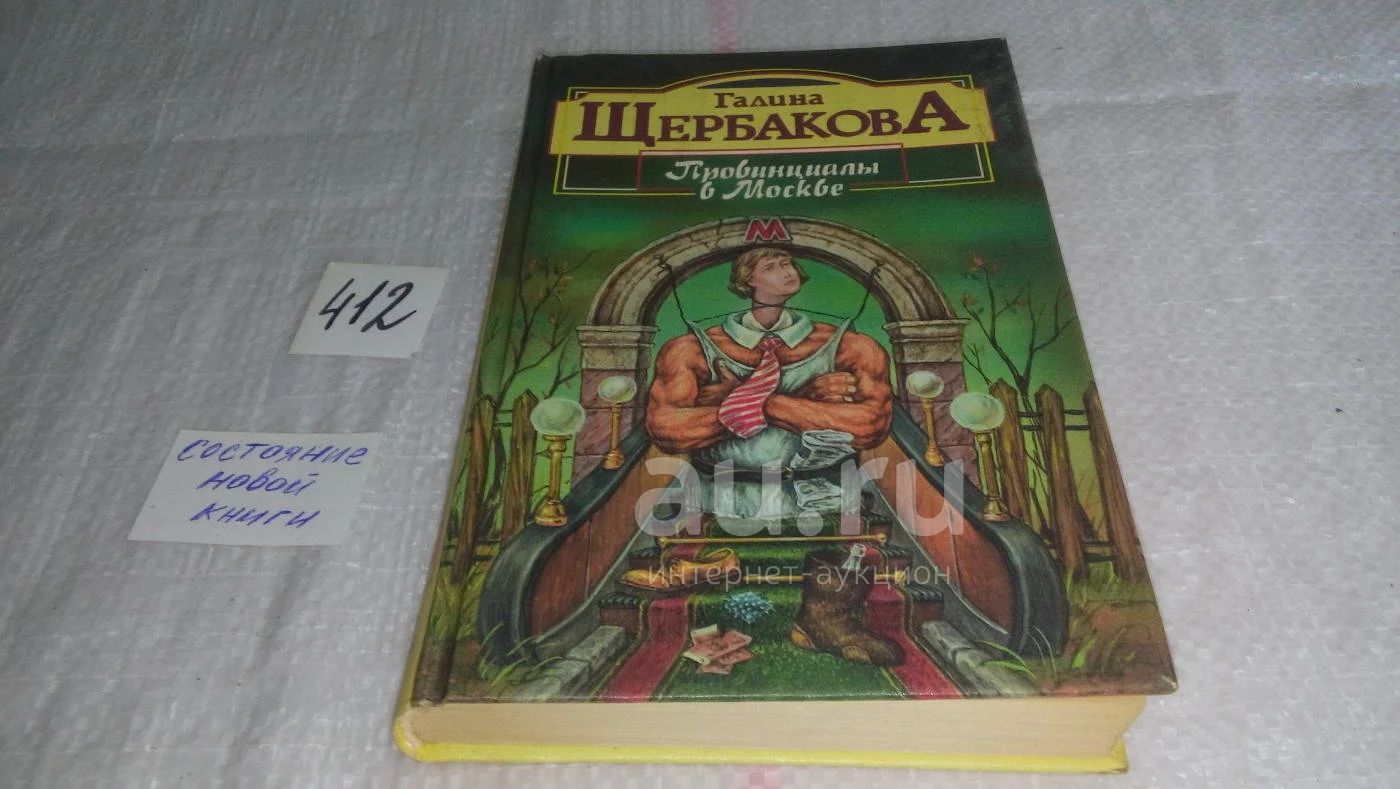 Галина
ЩЕРБАКОВА
Провинциалы
в Москве
М
412
состояние
новой
книги
au.ru
интернет-аукцион